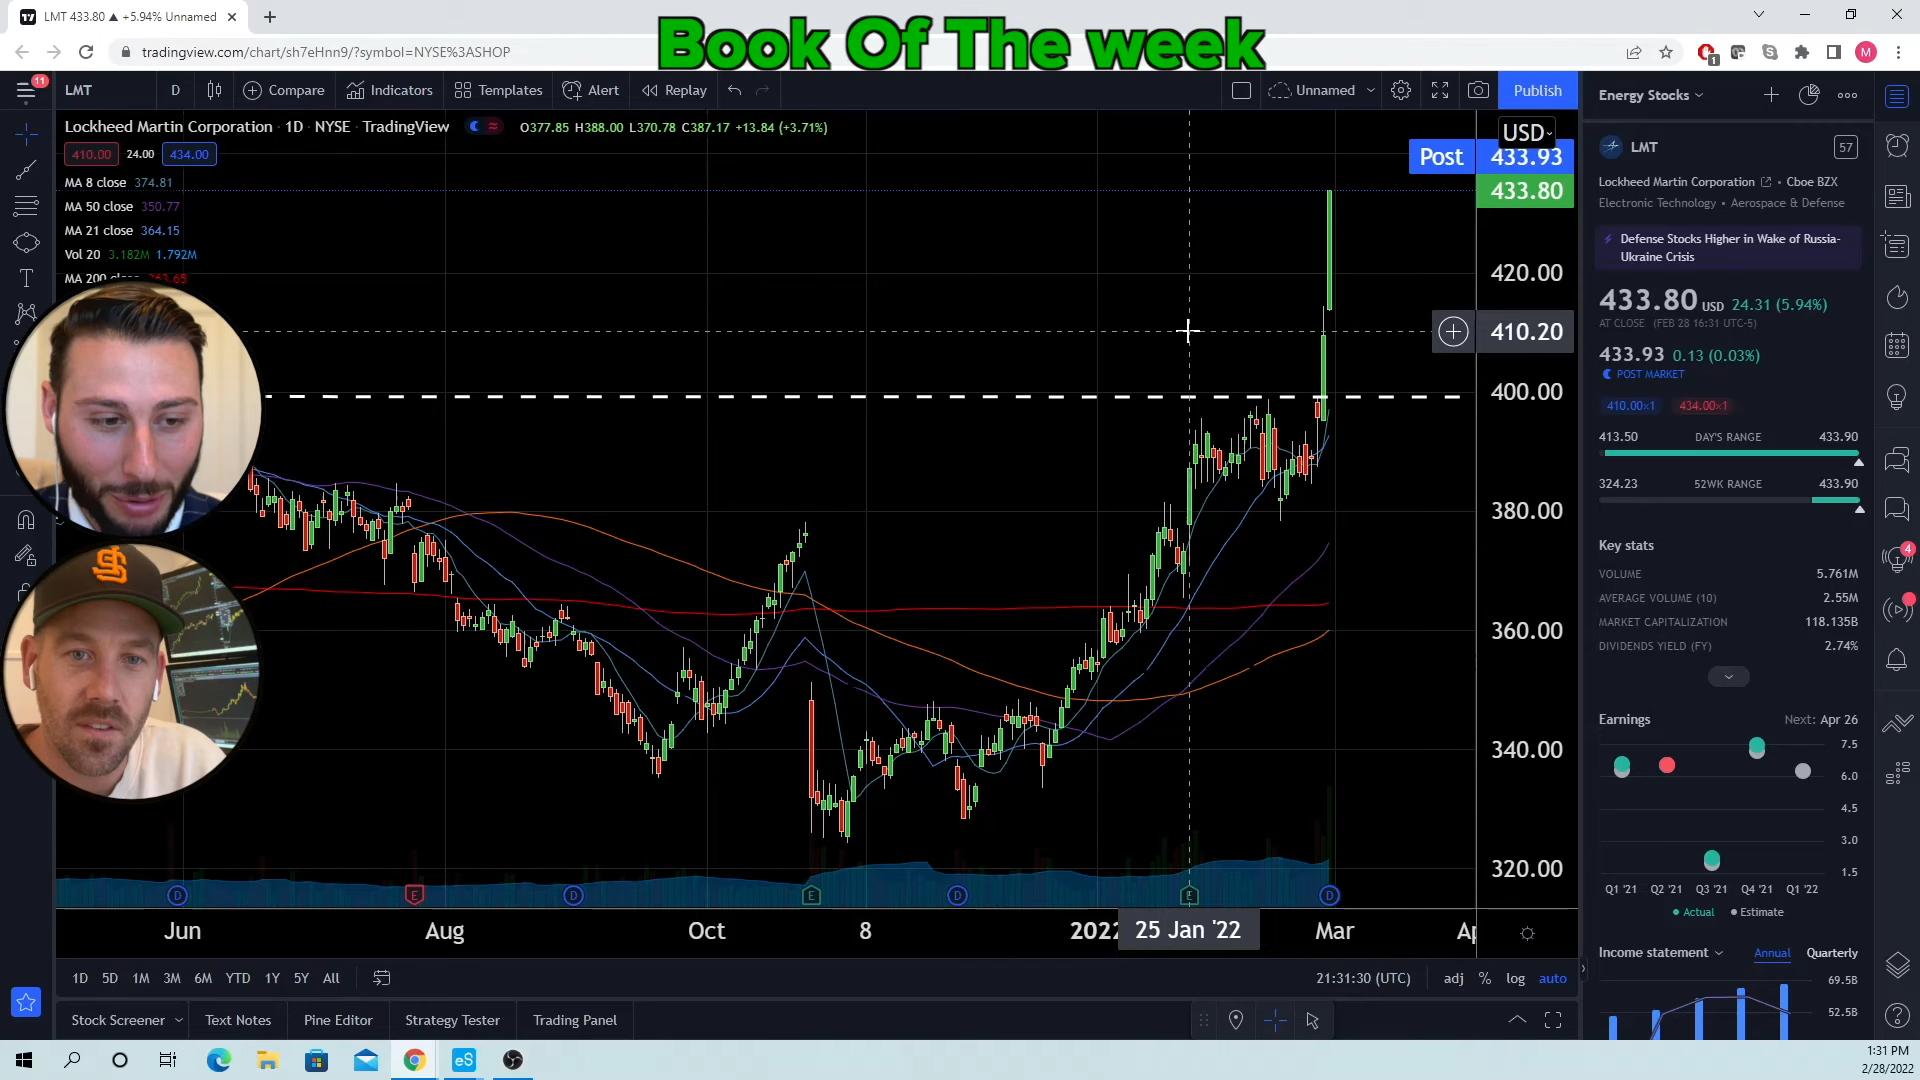 LMT 433.80 ▲ +5.94% Unnamed
Book Of The week
tradingview.com/chart/sh7eHnn9/?symbol=NYSE%3ASHOP
1
M
11
LMT D Compare Indicators Templates Alert Replay Unnamed Publish
Energy Stocks
Lockheed Martin Corporation · 1D · NYSE · TradingView O377.85 H388.00 L370.78 C387.17 +13.84 (+3.71%)
USD
410.00 24.00 434.00
Post 433.93
433.80
MA 8 close 374.81
MA 50 close 350.77
MA 21 close 364.15
Vol 20 3.182M 1.792M
MA 200 close 363.65
420.00
410.20
400.00
380.00
360.00
340.00
320.00
D E D E D E D
Jun Aug Oct 8 2022 25 Jan '22 Mar
1D 5D 1M 3M 6M YTD 1Y 5Y All
21:31:30 (UTC) adj % log auto
Stock Screener Text Notes Pine Editor Strategy Tester Trading Panel
LMT
57
Lockheed Martin Corporation • Cboe BZX
Electronic Technology • Aerospace & Defense
Defense Stocks Higher in Wake of Russia-
Ukraine Crisis
433.80 USD 24.31 (5.94%)
AT CLOSE (FEB 28 16:31 UTC-5)
433.93 0.13 (0.03%)
POST MARKET
410.00×1 434.00×1
413.50 DAY'S RANGE 433.90
324.23 52WK RANGE 433.90
Key stats
VOLUME 5.761M
AVERAGE VOLUME (10) 2.55M
MARKET CAPITALIZATION 118.135B
DIVIDENDS YIELD (FY) 2.74%
4
Earnings Next: Apr 26
7.5
6.0
4.5
3.0
1.5
Q1 '21 Q2 '21 Q3 '21 Q4 '21 Q1 '22
Actual Estimate
Income statement Annual Quarterly
69.5B
52.5B
eS
1:31 PM
2/28/2022